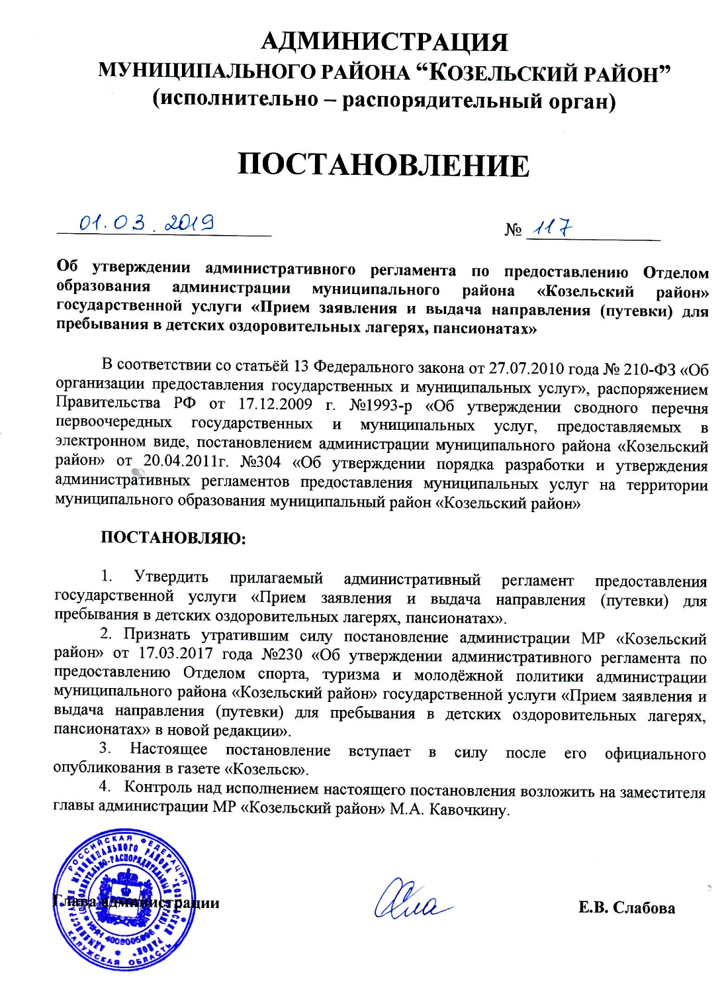 АДМИНИСТРАЦИЯ
МУНИЦИПАЛЬНОГО РАЙОНА “КОЗЕЛЬСКИЙ РАЙОН”
(исполнительно – распорядительный орган)
ПОСТАНОВЛЕНИЕ
01.03.2019 № 117
Об утверждении административного регламента по предоставлению Отделом
образования администрации муниципального района «Козельский район»
государственной услуги «Прием заявления и выдача направления (путевки) для
пребывания в детских оздоровительных лагерях, пансионатах»
В соответствии со статьёй 13 Федерального закона от 27.07.2010 года № 210-ФЗ «Об
организации предоставления государственных и муниципальных услуг», распоряжением
Правительства РФ от 17.12.2009 г. №1993-р «Об утверждении сводного перечня
первоочередных государственных и муниципальных услуг, предоставляемых в
электронном виде, постановлением администрации муниципального района «Козельский
район» от 20.04.2011г. №304 «Об утверждении порядка разработки и утверждения
административных регламентов предоставления муниципальных услуг на территории
муниципального образования муниципальный район «Козельский район»
ПОСТАНОВЛЯЮ:
1. Утвердить прилагаемый административный регламент предоставления
государственной услуги «Прием заявления и выдача направления (путевки) для
пребывания в детских оздоровительных лагерях, пансионатах».
2. Признать утратившим силу постановление администрации МР «Козельский
район» от 17.03.2017 года №230 «Об утверждении административного регламента по
предоставлению Отделом спорта, туризма и молодёжной политики администрации
муниципального района «Козельский район» государственной услуги «Прием заявления и
выдача направления (путевки) для пребывания в детских оздоровительных лагерях,
пансионатах» в новой редакции».
3. Настоящее постановление вступает в силу после его официального
опубликования в газете «Козельск».
4. Контроль над исполнением настоящего постановления возложить на заместителя
главы администрации МР «Козельский район» М.А. Кавочкину.
РОССИЙСКАЯ ФЕДЕРАЦИЯ
КАЛУЖСКАЯ ОБЛАСТЬ
АДМИНИСТРАЦИЯ МУНИЦИПАЛЬНОГО РАЙОНА "КОЗЕЛЬСКИЙ РАЙОН"
(ИСПОЛНИТЕЛЬНО-РАСПОРЯДИТЕЛЬНЫЙ ОРГАН)
ИНН
Глава администрации Е.В. Слабова